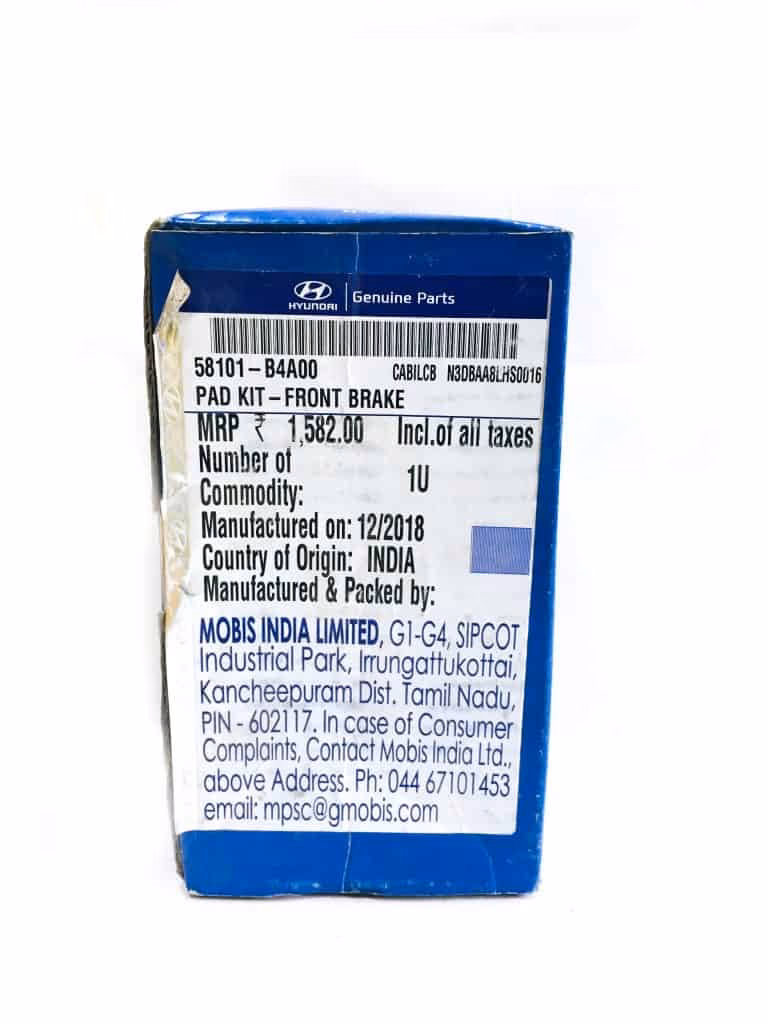 HYUNDAI
Genuine Parts
58101-B4A00 CABILCB N3DBAA8LHS0016
PAD KIT-FRONT BRAKE
MRP ₹ 1,582.00 Incl.of all taxes
Number of
Commodity: 1U
Manufactured on: 12/2018
Country of Origin: INDIA
Manufactured & Packed by:
MOBIS INDIA LIMITED, G1-G4, SIPCOT
Industrial Park, Irrungattukottai,
Kancheepuram Dist. Tamil Nadu,
PIN - 602117. In case of Consumer
Complaints, Contact Mobis India Ltd.,
above Address. Ph: 044 67101453
email: mpsc@gmobis.com